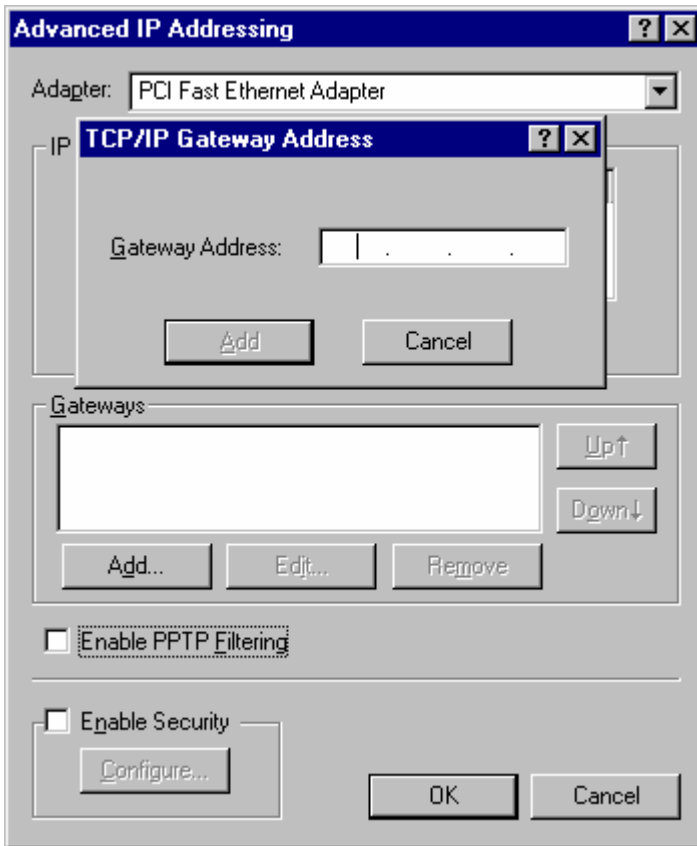 Advanced IP Addressing
Adapter: PCI Fast Ethernet Adapter
IP
TCP/IP Gateway Address
Gateway Address: . . .
Add Cancel
Gateways
Up↑
Down↓
Add... Edit... Remove
Enable PPTP Filtering
Enable Security
Configure...
OK Cancel